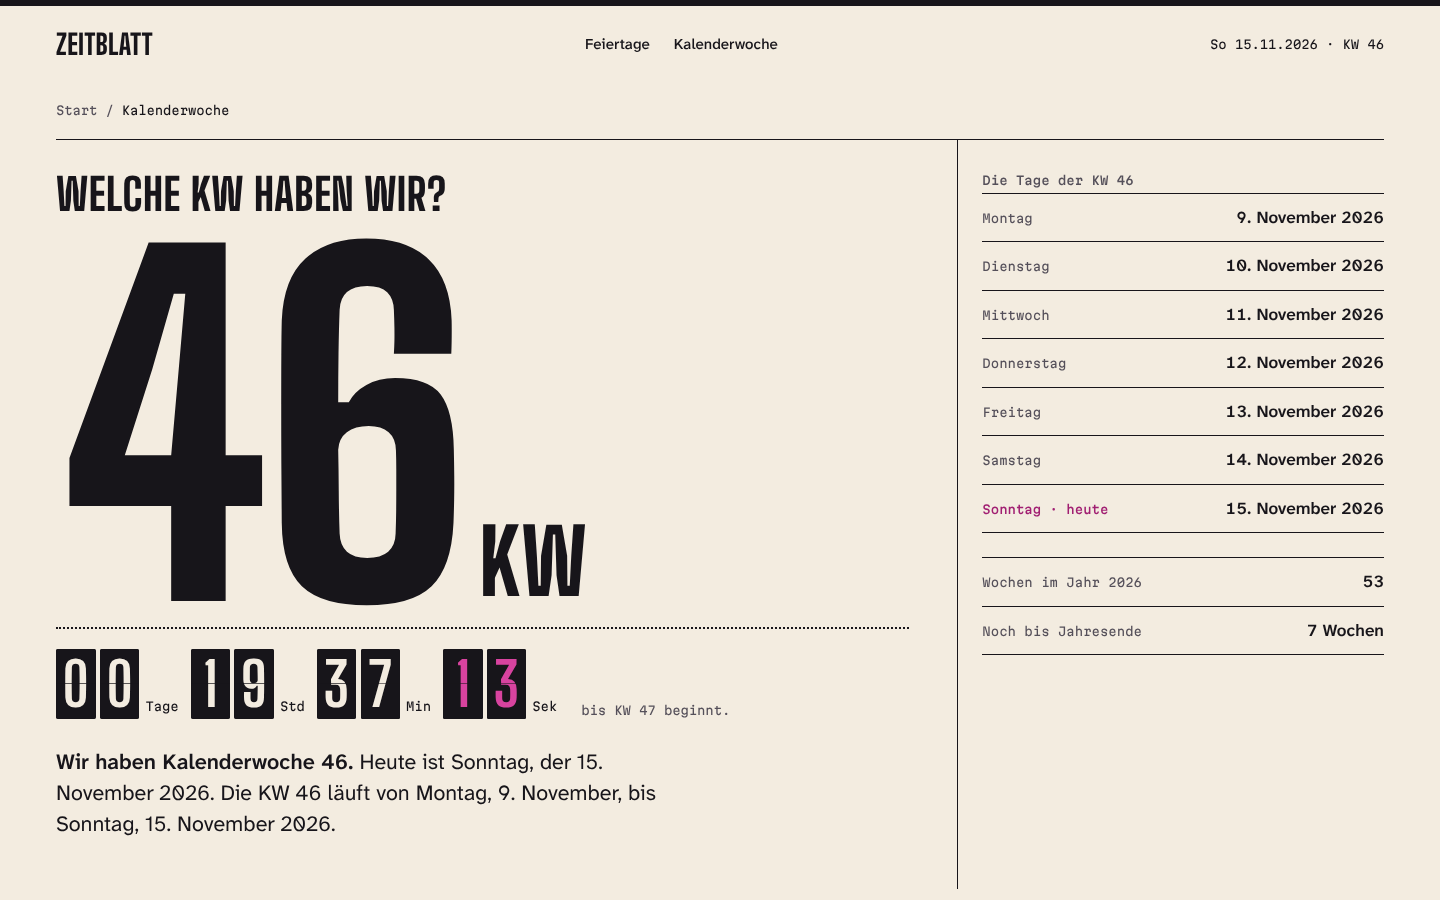 ZEITBLATT
Feiertage Kalenderwoche
So 15.11.2026 · KW 46
Start / Kalenderwoche
WELCHE KW HABEN WIR?
46 KW
00 Tage 19 Std 37 Min 13 Sek bis KW 47 beginnt.
Wir haben Kalenderwoche 46. Heute ist Sonntag, der 15.
November 2026. Die KW 46 läuft von Montag, 9. November, bis
Sonntag, 15. November 2026.
Die Tage der KW 46
Montag 9. November 2026
Dienstag 10. November 2026
Mittwoch 11. November 2026
Donnerstag 12. November 2026
Freitag 13. November 2026
Samstag 14. November 2026
Sonntag · heute 15. November 2026
Wochen im Jahr 2026 53
Noch bis Jahresende 7 Wochen